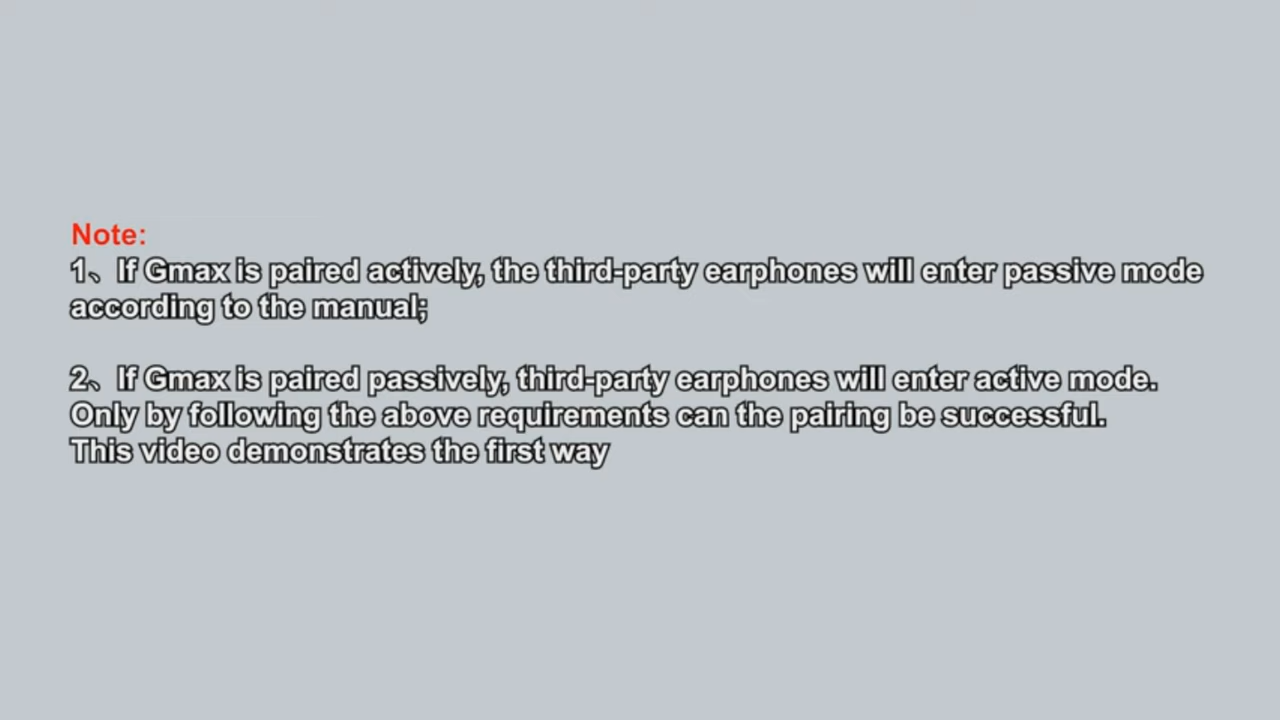 Note:
1、If Gmax is paired actively, the third-party earphones will enter passive mode
according to the manual;
2、If Gmax is paired passively, third-party earphones will enter active mode.
Only by following the above requirements can the pairing be successful.
This video demonstrates the first way